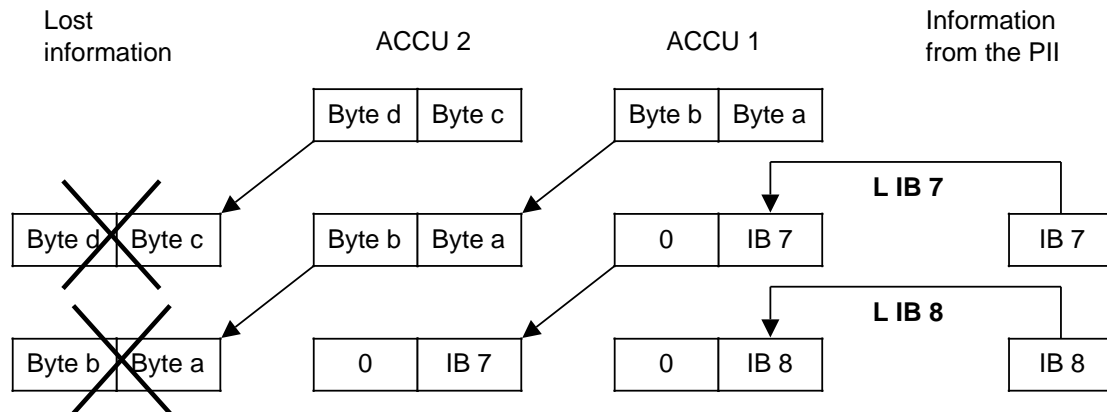 Lost
information
ACCU 2
ACCU 1
Information
from the PII
Byte d Byte c
Byte b Byte a
L IB 7
Byte d Byte c
Byte b Byte a
0 IB 7
IB 7
L IB 8
Byte b Byte a
0 IB 7
0 IB 8
IB 8